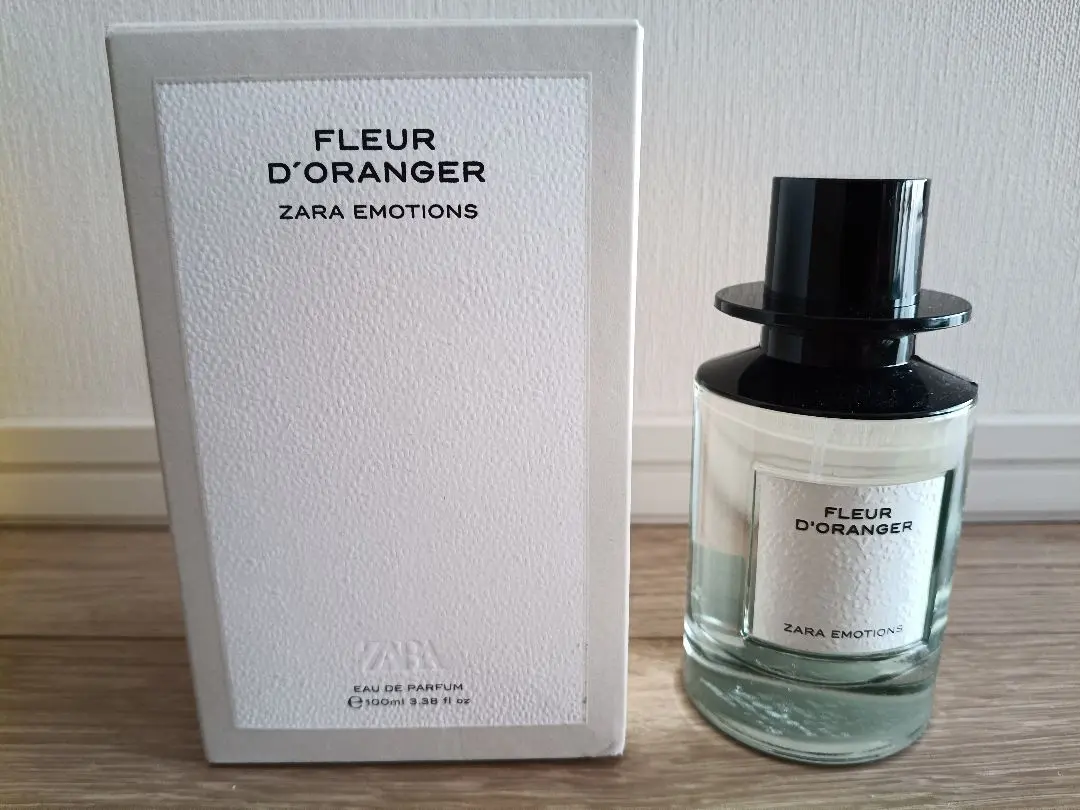 FLEUR
D´ORANGER
ZARA EMOTIONS
ZARA
EAU DE PARFUM
℮100ml 3.38 fl oz
FLEUR
D'ORANGER
ZARA EMOTIONS